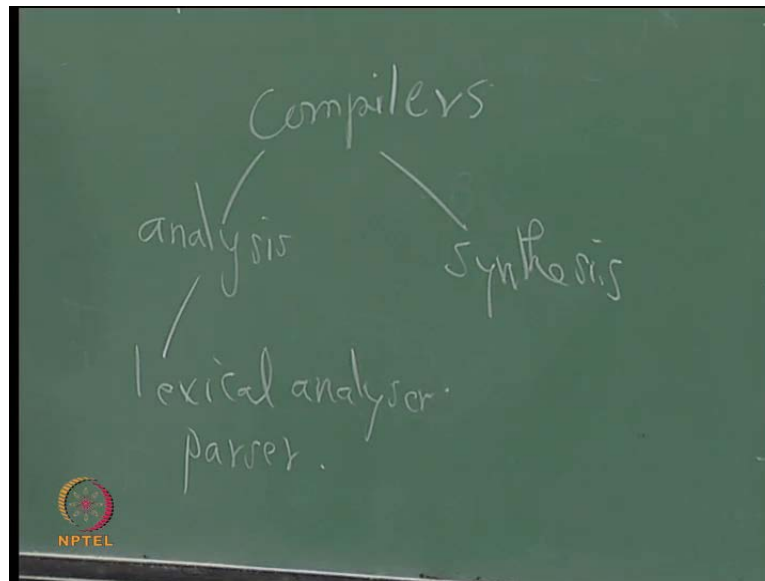 Compilers
analysis
synthesis
lexical analyser.
parser.
NPTEL